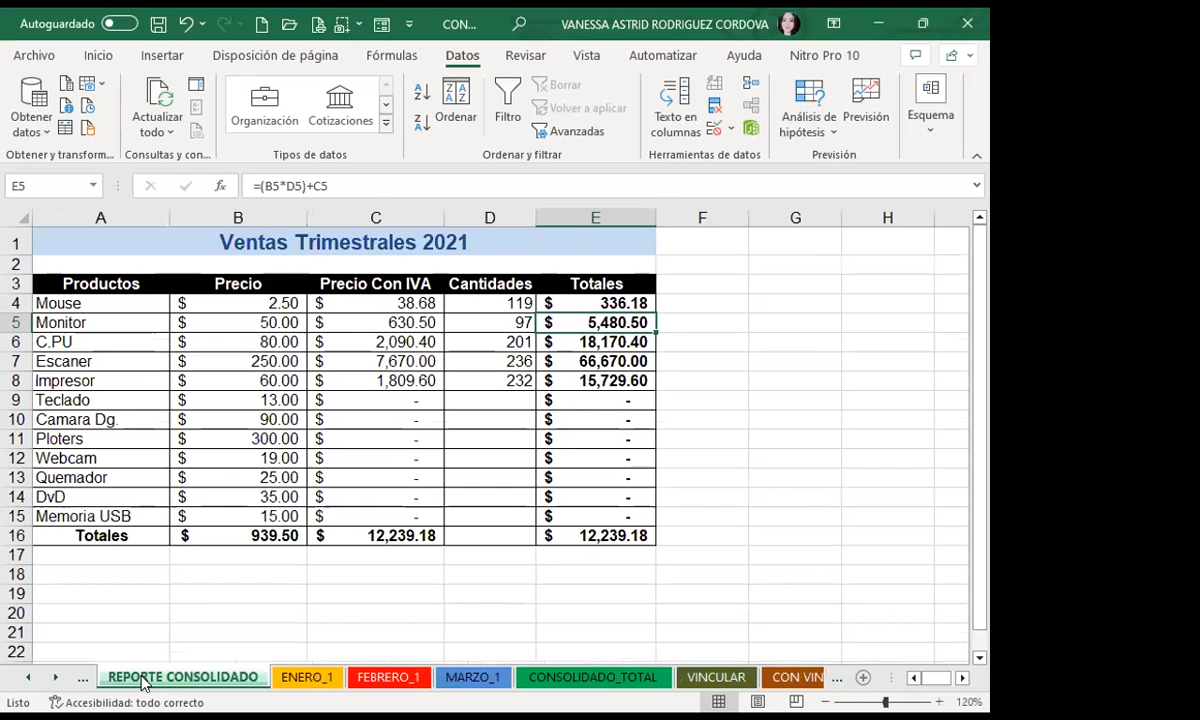 Autoguardado CON... VANESSA ASTRID RODRIGUEZ CORDOVA
Archivo Inicio Insertar Disposición de página Fórmulas Datos Revisar Vista Automatizar Ayuda Nitro Pro 10
Obtener datos
Actualizar todo
Organización Cotizaciones
Ordenar
Filtro
Borrar
Volver a aplicar
Avanzadas
Texto en columnas
Análisis de hipótesis
Previsión
Esquema
Obtener y transform... Consultas y con... Tipos de datos Ordenar y filtrar Herramientas de datos Previsión
E5 fx =(B5*D5)+C5
A B C D E F G H
1 Ventas Trimestrales 2021
2
3 Productos Precio Precio Con IVA Cantidades Totales
4 Mouse $ 2.50 $ 38.68 119 $ 336.18
5 Monitor $ 50.00 $ 630.50 97 $ 5,480.50
6 C.PU $ 80.00 $ 2,090.40 201 $ 18,170.40
7 Escaner $ 250.00 $ 7,670.00 236 $ 66,670.00
8 Impresor $ 60.00 $ 1,809.60 232 $ 15,729.60
9 Teclado $ 13.00 $ - $ -
10 Camara Dg. $ 90.00 $ - $ -
11 Ploters $ 300.00 $ - $ -
12 Webcam $ 19.00 $ - $ -
13 Quemador $ 25.00 $ - $ -
14 DvD $ 35.00 $ - $ -
15 Memoria USB $ 15.00 $ - $ -
16 Totales $ 939.50 $ 12,239.18 $ 12,239.18
17
18
19
20
21
22
... REPORTE CONSOLIDADO ENERO_1 FEBRERO_1 MARZO_1 CONSOLIDADO_TOTAL VINCULAR CON VIN ...
Listo Accesibilidad: todo correcto 120%